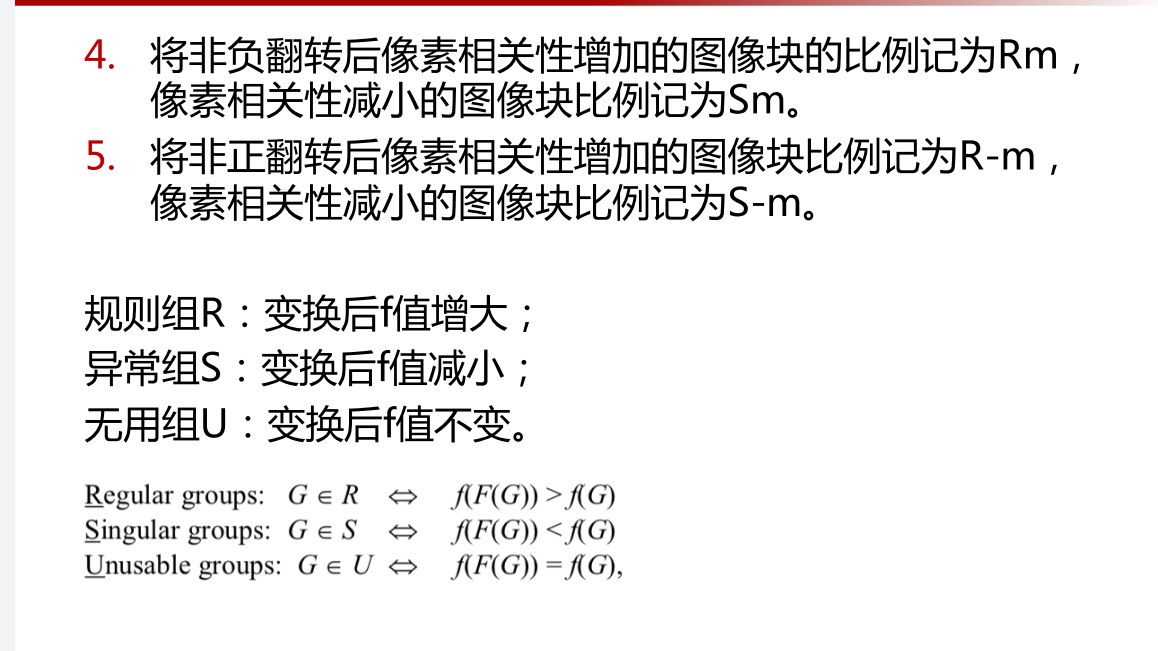 4. 将非负翻转后像素相关性增加的图像块的比例记为Rm，
像素相关性减小的图像块比例记为Sm。
5. 将非正翻转后像素相关性增加的图像块比例记为R-m，
像素相关性减小的图像块比例记为S-m。
规则组R：变换后f值增大；
异常组S：变换后f值减小；
无用组U：变换后f值不变。
Regular groups: G ∈ R ⇔ f(F(G)) > f(G)
Singular groups: G ∈ S ⇔ f(F(G)) < f(G)
Unusable groups: G ∈ U ⇔ f(F(G)) = f(G),